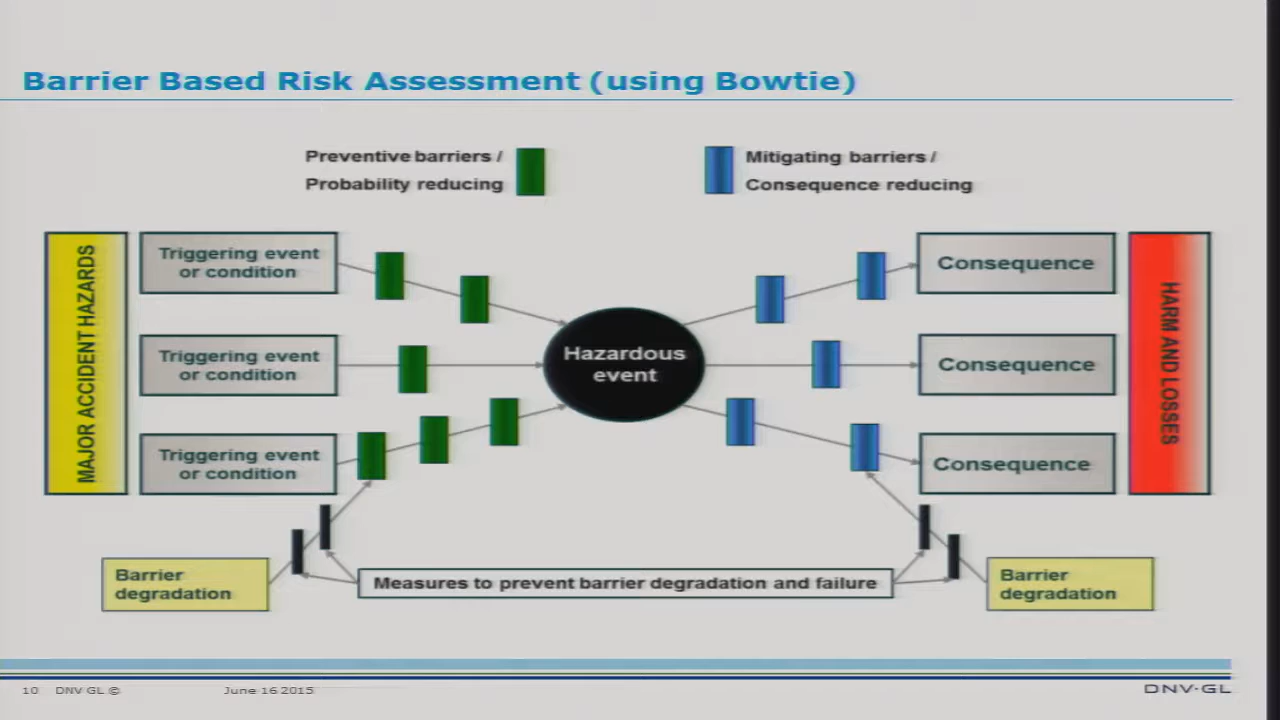 Barrier Based Risk Assessment (using Bowtie)
Preventive barriers /
Probability reducing
Mitigating barriers /
Consequence reducing
MAJOR ACCIDENT HAZARDS
Triggering event
or condition
Triggering event
or condition
Triggering event
or condition
Hazardous
event
Consequence
Consequence
Consequence
HARM AND LOSSES
Barrier
degradation
Measures to prevent barrier degradation and failure
Barrier
degradation
10 DNV GL © June 16 2015
DNV·GL